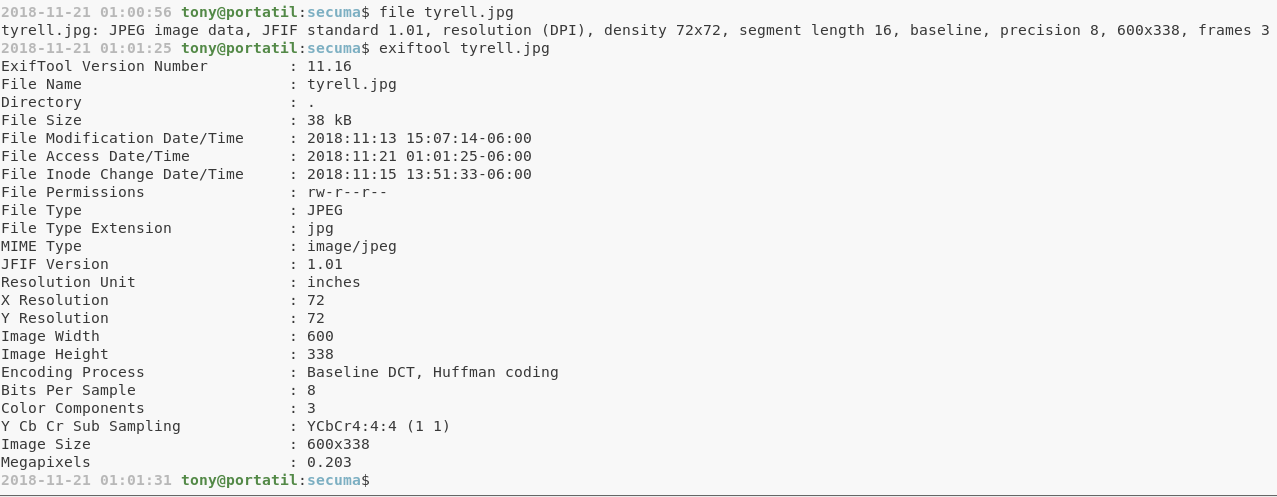 2018-11-21 01:00:56 tony@portatil:secuma$ file tyrell.jpg
tyrell.jpg: JPEG image data, JFIF standard 1.01, resolution (DPI), density 72x72, segment length 16, baseline, precision 8, 600x338, frames 3
2018-11-21 01:01:25 tony@portatil:secuma$ exiftool tyrell.jpg
ExifTool Version Number         : 11.16
File Name                       : tyrell.jpg
Directory                       : .
File Size                       : 38 kB
File Modification Date/Time     : 2018:11:13 15:07:14-06:00
File Access Date/Time           : 2018:11:21 01:01:25-06:00
File Inode Change Date/Time     : 2018:11:15 13:51:33-06:00
File Permissions                : rw-r--r--
File Type                       : JPEG
File Type Extension             : jpg
MIME Type                       : image/jpeg
JFIF Version                    : 1.01
Resolution Unit                 : inches
X Resolution                    : 72
Y Resolution                    : 72
Image Width                     : 600
Image Height                    : 338
Encoding Process                : Baseline DCT, Huffman coding
Bits Per Sample                 : 8
Color Components                : 3
Y Cb Cr Sub Sampling            : YCbCr4:4:4 (1 1)
Image Size                      : 600x338
Megapixels                      : 0.203
2018-11-21 01:01:31 tony@portatil:secuma$